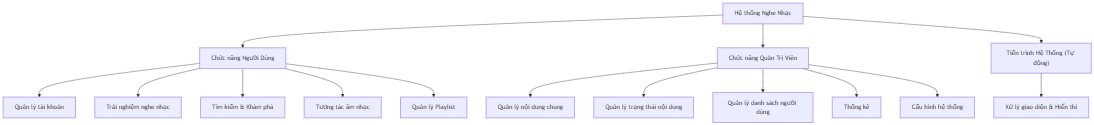 Hệ thống Nghe Nhạc
Chức năng Người Dùng
Chức năng Quản Trị Viên
Tiến trình Hệ Thống (Tự
động)
Quản lý tài khoản
Trải nghiệm nghe nhạc
Tìm kiếm & Khám phá
Tương tác âm nhạc
Quản lý Playlist
Quản lý nội dung chung
Quản lý trạng thái nội dung
Quản lý danh sách người
dùng
Thống kê
Cấu hình hệ thống
Xử lý giao diện & Hiển thị